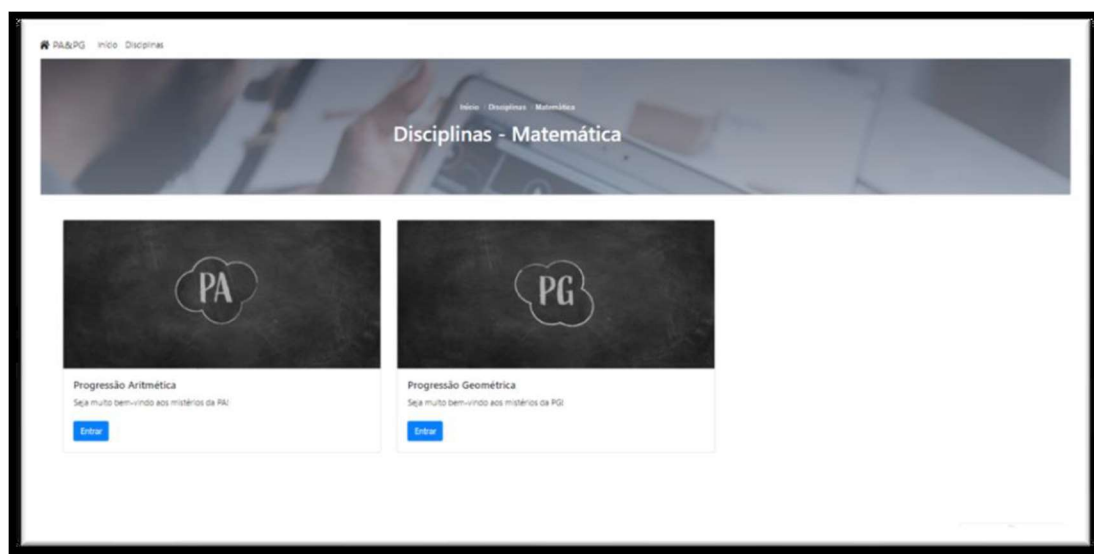 PA&PG Início Disciplinas
Início / Disciplinas / Matemática
Disciplinas - Matemática
PA
PG
Progressão Aritmética
Seja muito bem-vindo aos mistérios da PA!
Entrar
Progressão Geométrica
Seja muito bem-vindo aos mistérios da PG!
Entrar